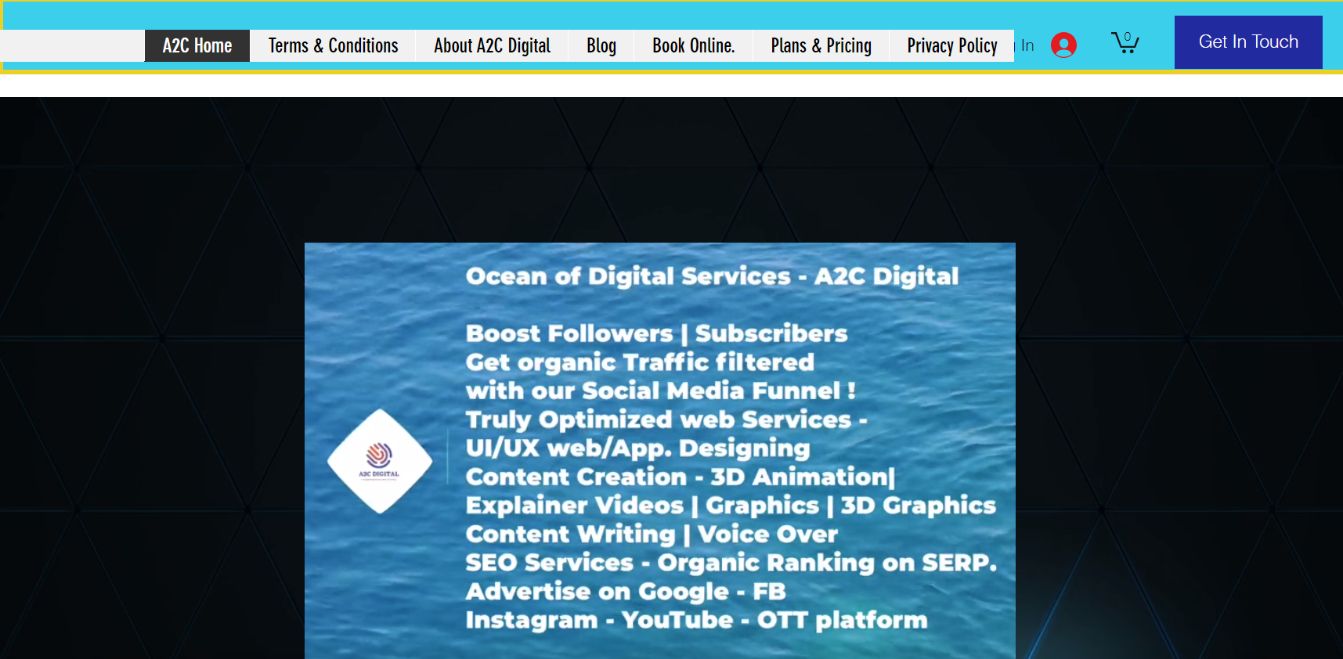 A2C Home
Terms & Conditions
About A2C Digital
Blog
Book Online.
Plans & Pricing
Privacy Policy
In
0
Get In Touch
Ocean of Digital Services - A2C Digital
Boost Followers | Subscribers
Get organic Traffic filtered
with our Social Media Funnel !
Truly Optimized web Services -
UI/UX web/App. Designing
Content Creation - 3D Animation|
Explainer Videos | Graphics | 3D Graphics
Content Writing | Voice Over
SEO Services - Organic Ranking on SERP.
Advertise on Google - FB
Instagram - YouTube - OTT platform
A2C DIGITAL